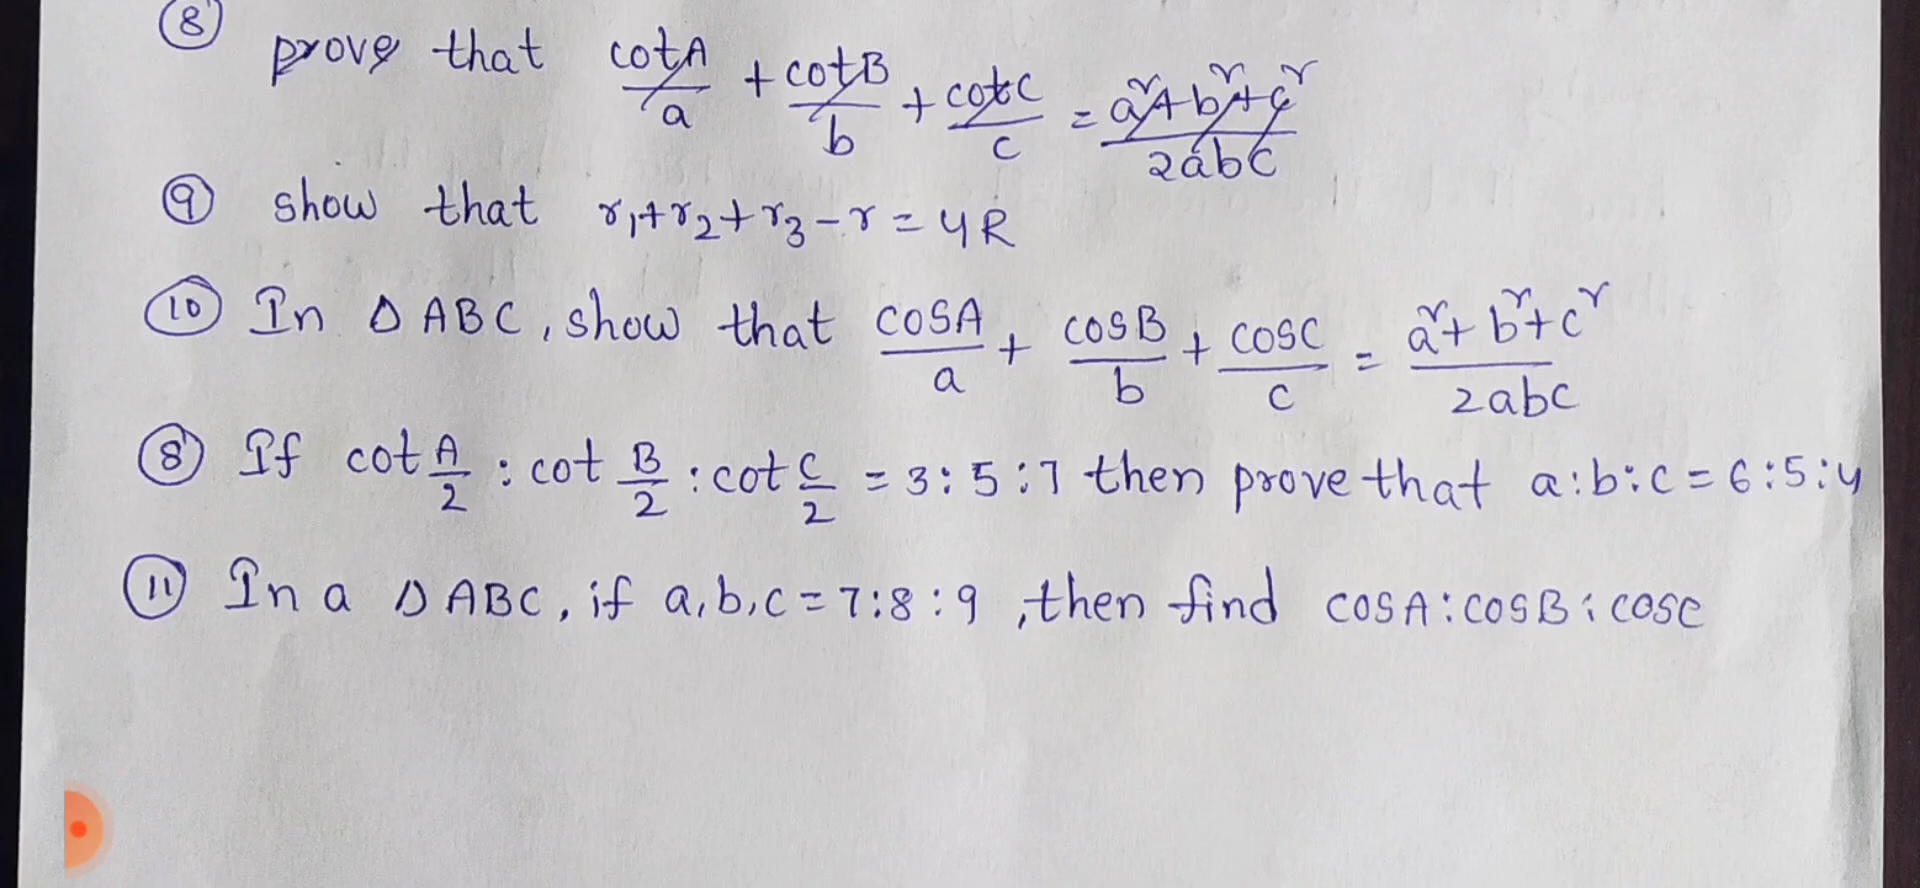 ⑧ prove that cotA/a + cotB/b + cotC/c = a²+b²+c²/2abc
⑨ show that r₁+r₂+r₃-r=4R
⑩ In Δ ABC, show that cosA/a + cosB/b + cosC/c = a²+b²+c²/2abc
⑧ If cot A/2 : cot B/2 : cot C/2 = 3:5:7 then prove that a:b:c=6:5:4
⑪ In a Δ ABC, if a,b,c=7:8:9, then find cosA:cosB:cosC